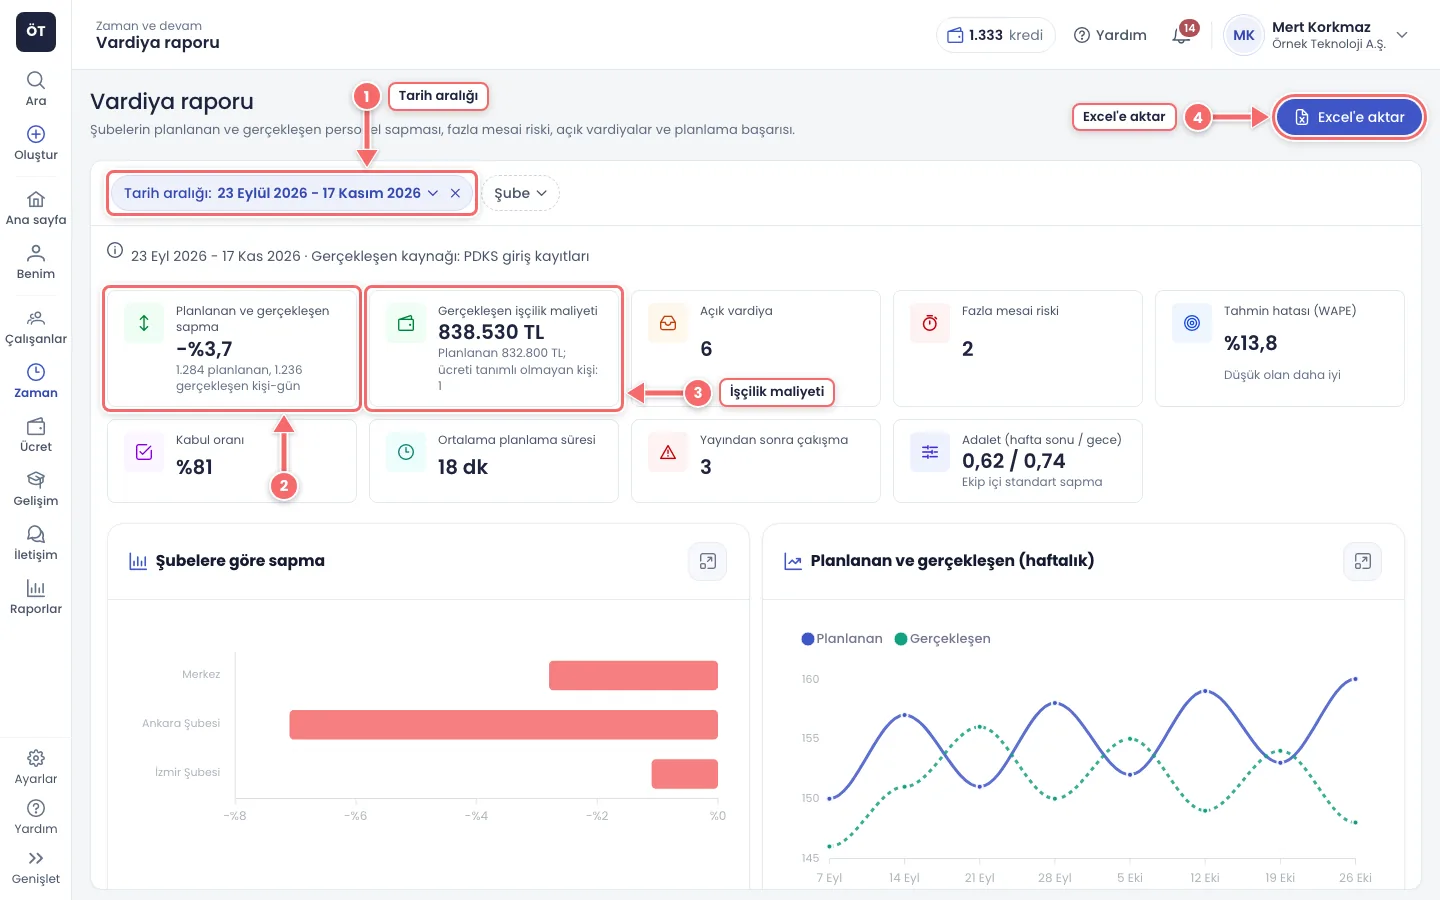 ÖT
Ara
Oluştur
Ana sayfa
Benim
Çalışanlar
Zaman
Ücret
Gelişim
İletişim
Raporlar
Ayarlar
Yardım
Genişlet
Zaman ve devam
Vardiya raporu
1.333 kredi
Yardım
14
MK
Mert Korkmaz
Örnek Teknoloji A.Ş.
Vardiya raporu
Şubelerin planlanan ve gerçekleşen personel sapması, fazla mesai riski, açık vardiyalar ve planlama başarısı.
1
Tarih aralığı
Excel'e aktar
4
Excel'e aktar
Tarih aralığı: 23 Eylül 2026 - 17 Kasım 2026
Şube
23 Eyl 2026 - 17 Kas 2026 · Gerçekleşen kaynağı: PDKS giriş kayıtları
Planlanan ve gerçekleşen
sapma
-%3,7
1.284 planlanan, 1.236
gerçekleşen kişi-gün
Gerçekleşen işçilik maliyeti
838.530 TL
Planlanan 832.800 TL;
ücreti tanımlı olmayan kişi:
1
Açık vardiya
6
Fazla mesai riski
2
Tahmin hatası (WAPE)
%13,8
Düşük olan daha iyi
3
İşçilik maliyeti
Kabul oranı
%81
2
Ortalama planlama süresi
18 dk
Yayından sonra çakışma
3
Adalet (hafta sonu / gece)
0,62 / 0,74
Ekip içi standart sapma
Şubelere göre sapma
Merkez
Ankara Şubesi
İzmir Şubesi
-%8 -%6 -%4 -%2 %0
Planlanan ve gerçekleşen (haftalık)
Planlanan Gerçekleşen
160
155
150
145
7 Eyl 14 Eyl 21 Eyl 28 Eyl 5 Eki 12 Eki 19 Eki 26 Eki